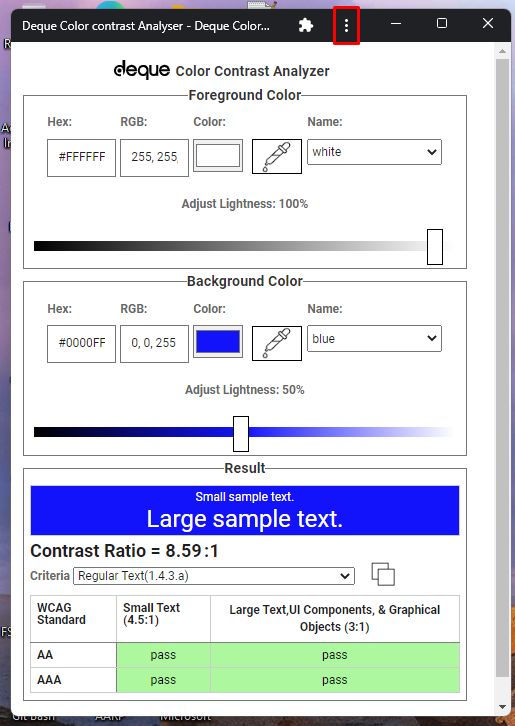 Deque Color contrast Analyser - Deque Color...
deque Color Contrast Analyzer
Foreground Color
Hex: RGB: Color: Name:
#FFFFFF 255, 255, white
Adjust Lightness: 100%
Background Color
Hex: RGB: Color: Name:
#0000FF 0, 0, 255 blue
Adjust Lightness: 50%
Result
Small sample text.
Large sample text.
Contrast Ratio = 8.59:1
Criteria Regular Text(1.4.3.a)
WCAG Standard
Small Text (4.5:1)
Large Text,UI Components, & Graphical
Objects (3:1)
AA pass pass
AAA pass pass
Git Bash AARP Microsoft